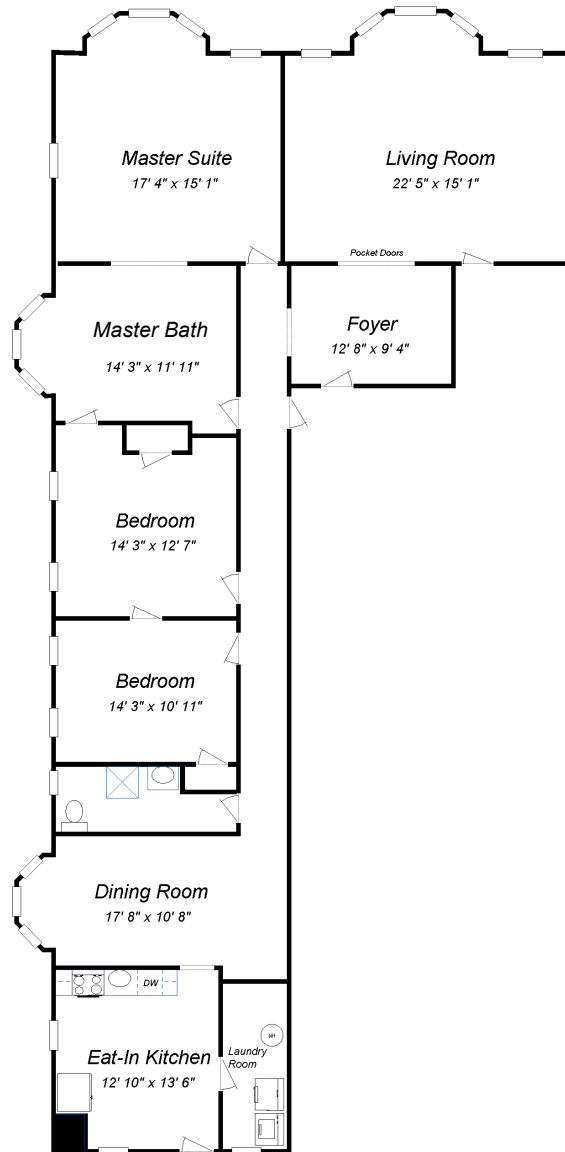 Master Suite
17' 4" x 15' 1"
Living Room
22' 5" x 15' 1"
Pocket Doors
Foyer
12' 8" x 9' 4"
Master Bath
14' 3" x 11' 11"
Bedroom
14' 3" x 12' 7"
Bedroom
14' 3" x 10' 11"
Dining Room
17' 8" x 10' 8"
DW
WH
Eat-In Kitchen
12' 10" x 13' 6"
Laundry
Room